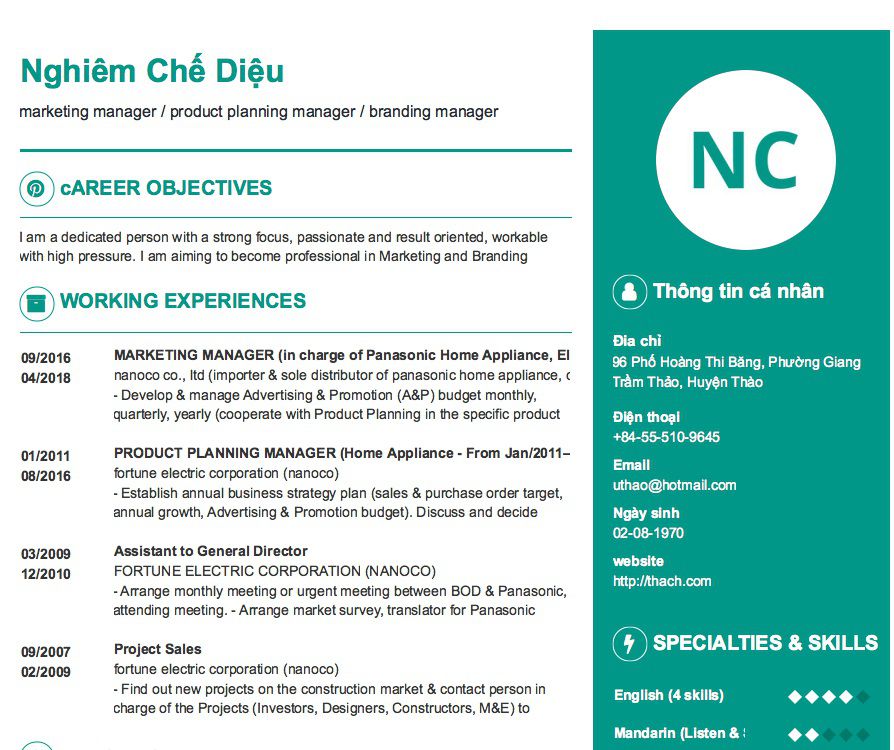 Nghiêm Chế Diệu
marketing manager / product planning manager / branding manager
cAREER OBJECTIVES
I am a dedicated person with a strong focus, passionate and result oriented, workable
with high pressure. I am aiming to become professional in Marketing and Branding
WORKING EXPERIENCES
09/2016
04/2018
MARKETING MANAGER (in charge of Panasonic Home Appliance, El
nanoco co., ltd (importer & sole distributor of panasonic home appliance, c
- Develop & manage Advertising & Promotion (A&P) budget monthly,
quarterly, yearly (cooperate with Product Planning in the specific product
01/2011
08/2016
PRODUCT PLANNING MANAGER (Home Appliance - From Jan/2011–
fortune electric corporation (nanoco)
- Establish annual business strategy plan (sales & purchase order target,
annual growth, Advertising & Promotion budget). Discuss and decide
03/2009
12/2010
Assistant to General Director
FORTUNE ELECTRIC CORPORATION (NANOCO)
- Arrange monthly meeting or urgent meeting between BOD & Panasonic,
attending meeting. - Arrange market survey, translator for Panasonic
09/2007
02/2009
Project Sales
fortune electric corporation (nanoco)
- Find out new projects on the construction market & contact person in
charge of the Projects (Investors, Designers, Constructors, M&E) to
NC
Thông tin cá nhân
Địa chỉ
96 Phố Hoàng Thi Băng, Phường Giang
Trầm Thảo, Huyện Thào
Điện thoại
+84-55-510-9645
Email
uthao@hotmail.com
Ngày sinh
02-08-1970
website
http://thach.com
SPECIALTIES & SKILLS
English (4 skills)
Mandarin (Listen &